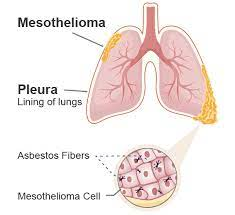 Mesothelioma
Pleura
Lining of lungs
Asbestos Fibers
Mesothelioma Cell